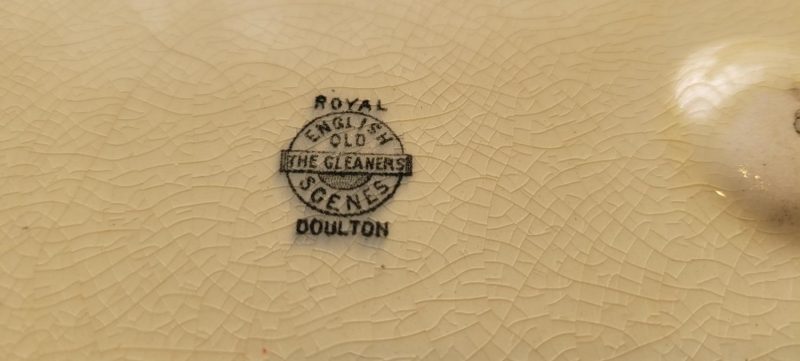 ROYAL
ENGLISH
OLD
THE GLEANERS
SCENES
DOULTON